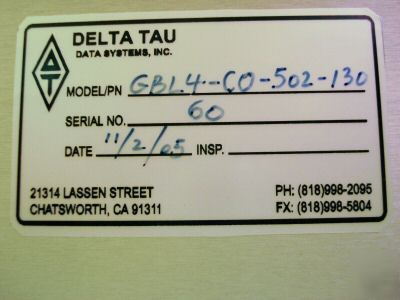 DELTA TAU
DATA SYSTEMS, INC.
ΔT
MODEL/PN GBL4-CO-502-130
SERIAL NO. 60
DATE 11/2/05 INSP.
21314 LASSEN STREET PH: (818)998-2095
CHATSWORTH, CA 91311 FX: (818)998-5804